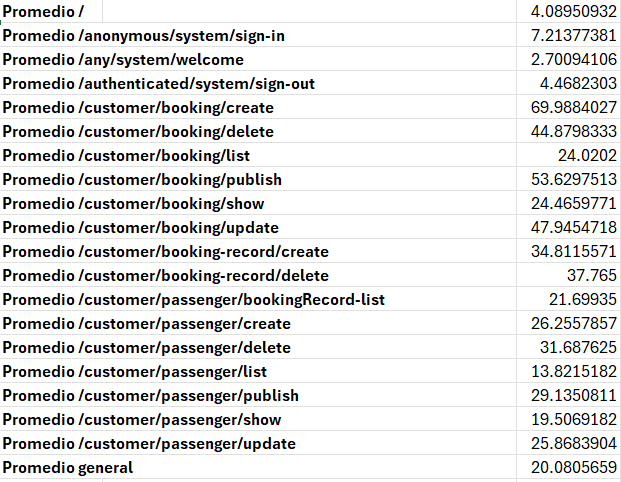 Promedio / 4.08950932
Promedio /anonymous/system/sign-in 7.21377381
Promedio /any/system/welcome 2.70094106
Promedio /authenticated/system/sign-out 4.4682303
Promedio /customer/booking/create 69.9884027
Promedio /customer/booking/delete 44.8798333
Promedio /customer/booking/list 24.0202
Promedio /customer/booking/publish 53.6297513
Promedio /customer/booking/show 24.4659771
Promedio /customer/booking/update 47.9454718
Promedio /customer/booking-record/create 34.8115571
Promedio /customer/booking-record/delete 37.765
Promedio /customer/passenger/bookingRecord-list 21.69935
Promedio /customer/passenger/create 26.2557857
Promedio /customer/passenger/delete 31.687625
Promedio /customer/passenger/list 13.8215182
Promedio /customer/passenger/publish 29.1350811
Promedio /customer/passenger/show 19.5069182
Promedio /customer/passenger/update 25.8683904
Promedio general 20.0805659